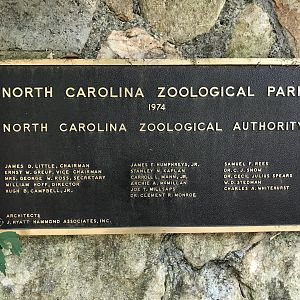 NORTH CAROLINA ZOOLOGICAL PARK
1974
NORTH CAROLINA ZOOLOGICAL AUTHORITY
JAMES D. LITTLE, CHAIRMAN
ERNST W. GREUP, VICE CHAIRMAN
MRS. GEORGE W. ROSS, SECRETARY
WILLIAM HOFF, DIRECTOR
HUGH B. CAMPBELL, JR.
JAMES E. HUMPHREYS, JR.
STANLEY N. KAPLAN
CARROLL L. MANN, JR.
ARCHIE A. McMILLAN
JOE T. MILLSAPS
DR. CLEMENT R. MONROE
SAMUEL F. REES
DR. C. J. SNOW
DR. CECIL JULIUS SPEARS
W. D. STEDMAN
CHARLES A. WHITEHURST
ARCHITECTS
J. HYATT HAMMOND ASSOCIATES, INC.